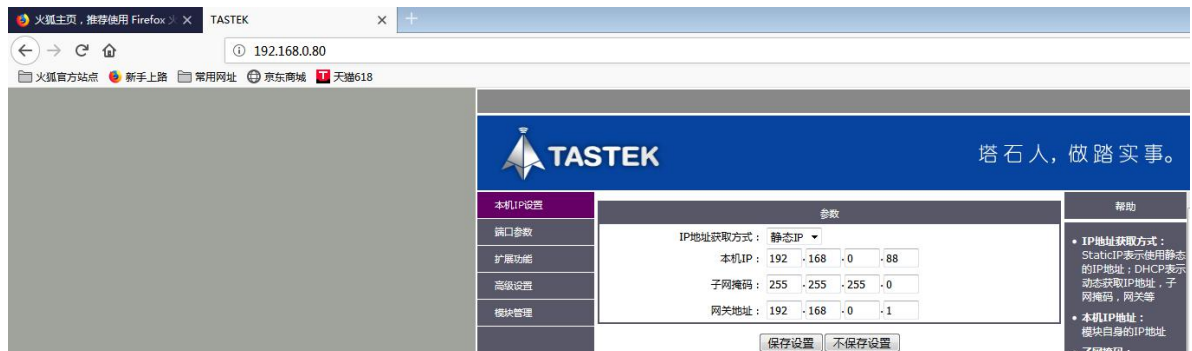 火狐主页，推荐使用 Firefox
TASTEK
192.168.0.80
火狐官方站点 新手上路 常用网址 京东商城 天猫618
TASTEK
塔石人，做踏实事。
本机IP设置
端口参数
扩展功能
高级设置
模块管理
参数
IP地址获取方式： 静态IP
本机IP： 192 .168 .0 .88
子网掩码： 255 .255 .255 .0
网关地址： 192 .168 .0 .1
保存设置 不保存设置
帮助
• IP地址获取方式：
StaticIP表示使用静态
的IP地址；DHCP表示
动态获取IP地址，子
网掩码，网关等
• 本机IP地址：
模块自身的IP地址
• 子网掩码：